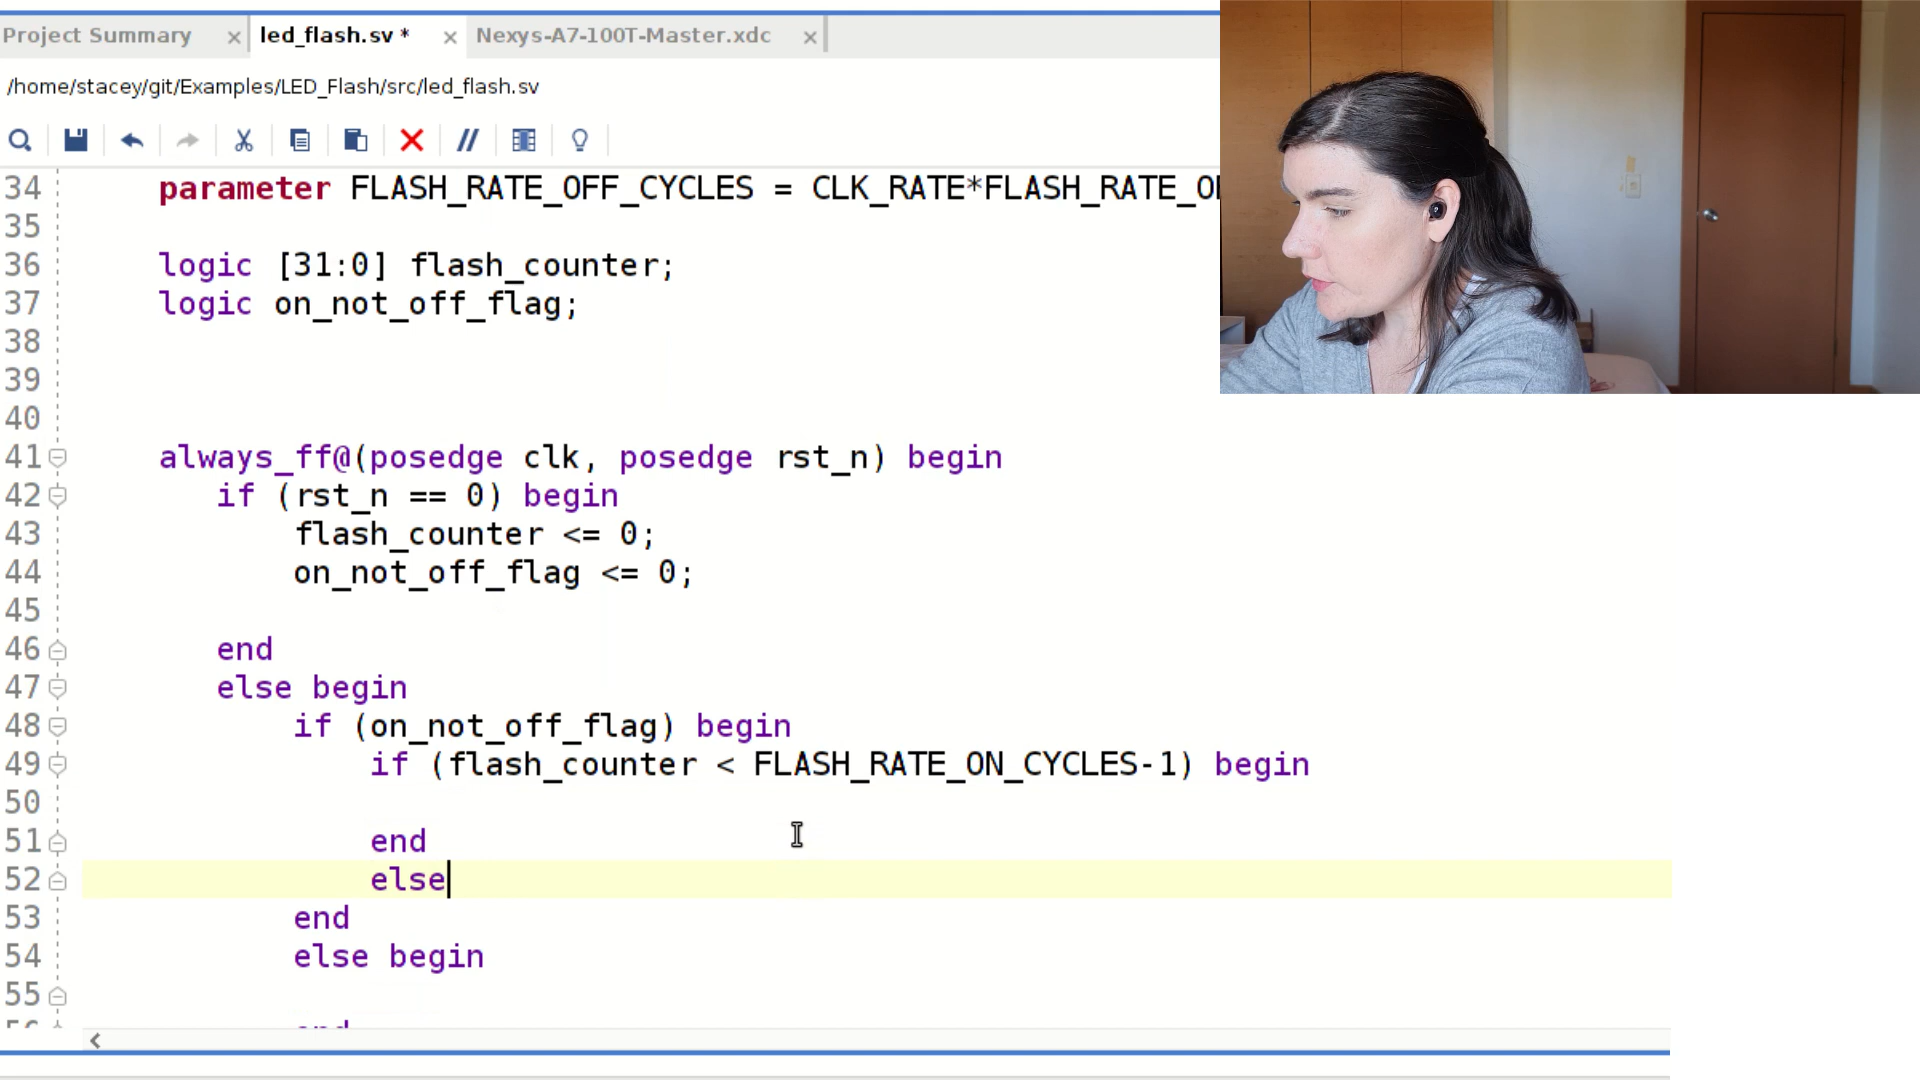 Project Summary × led_flash.sv * × Nexys-A7-100T-Master.xdc ×
/home/stacey/git/Examples/LED_Flash/src/led_flash.sv
34 parameter FLASH_RATE_OFF_CYCLES = CLK_RATE*
35
36 logic [31:0] flash_counter;
37 logic on_not_off_flag;
38
39
40
41 always_ff@(posedge clk, posedge rst_n) begin
42 if (rst_n == 0) begin
43 flash_counter <= 0;
44 on_not_off_flag <= 0;
45
46 end
47 else begin
48 if (on_not_off_flag) begin
49 if (flash_counter < FLASH_RATE_ON_CYCLES-1) begin
50
51 end
52 else
53 end
54 else begin
55